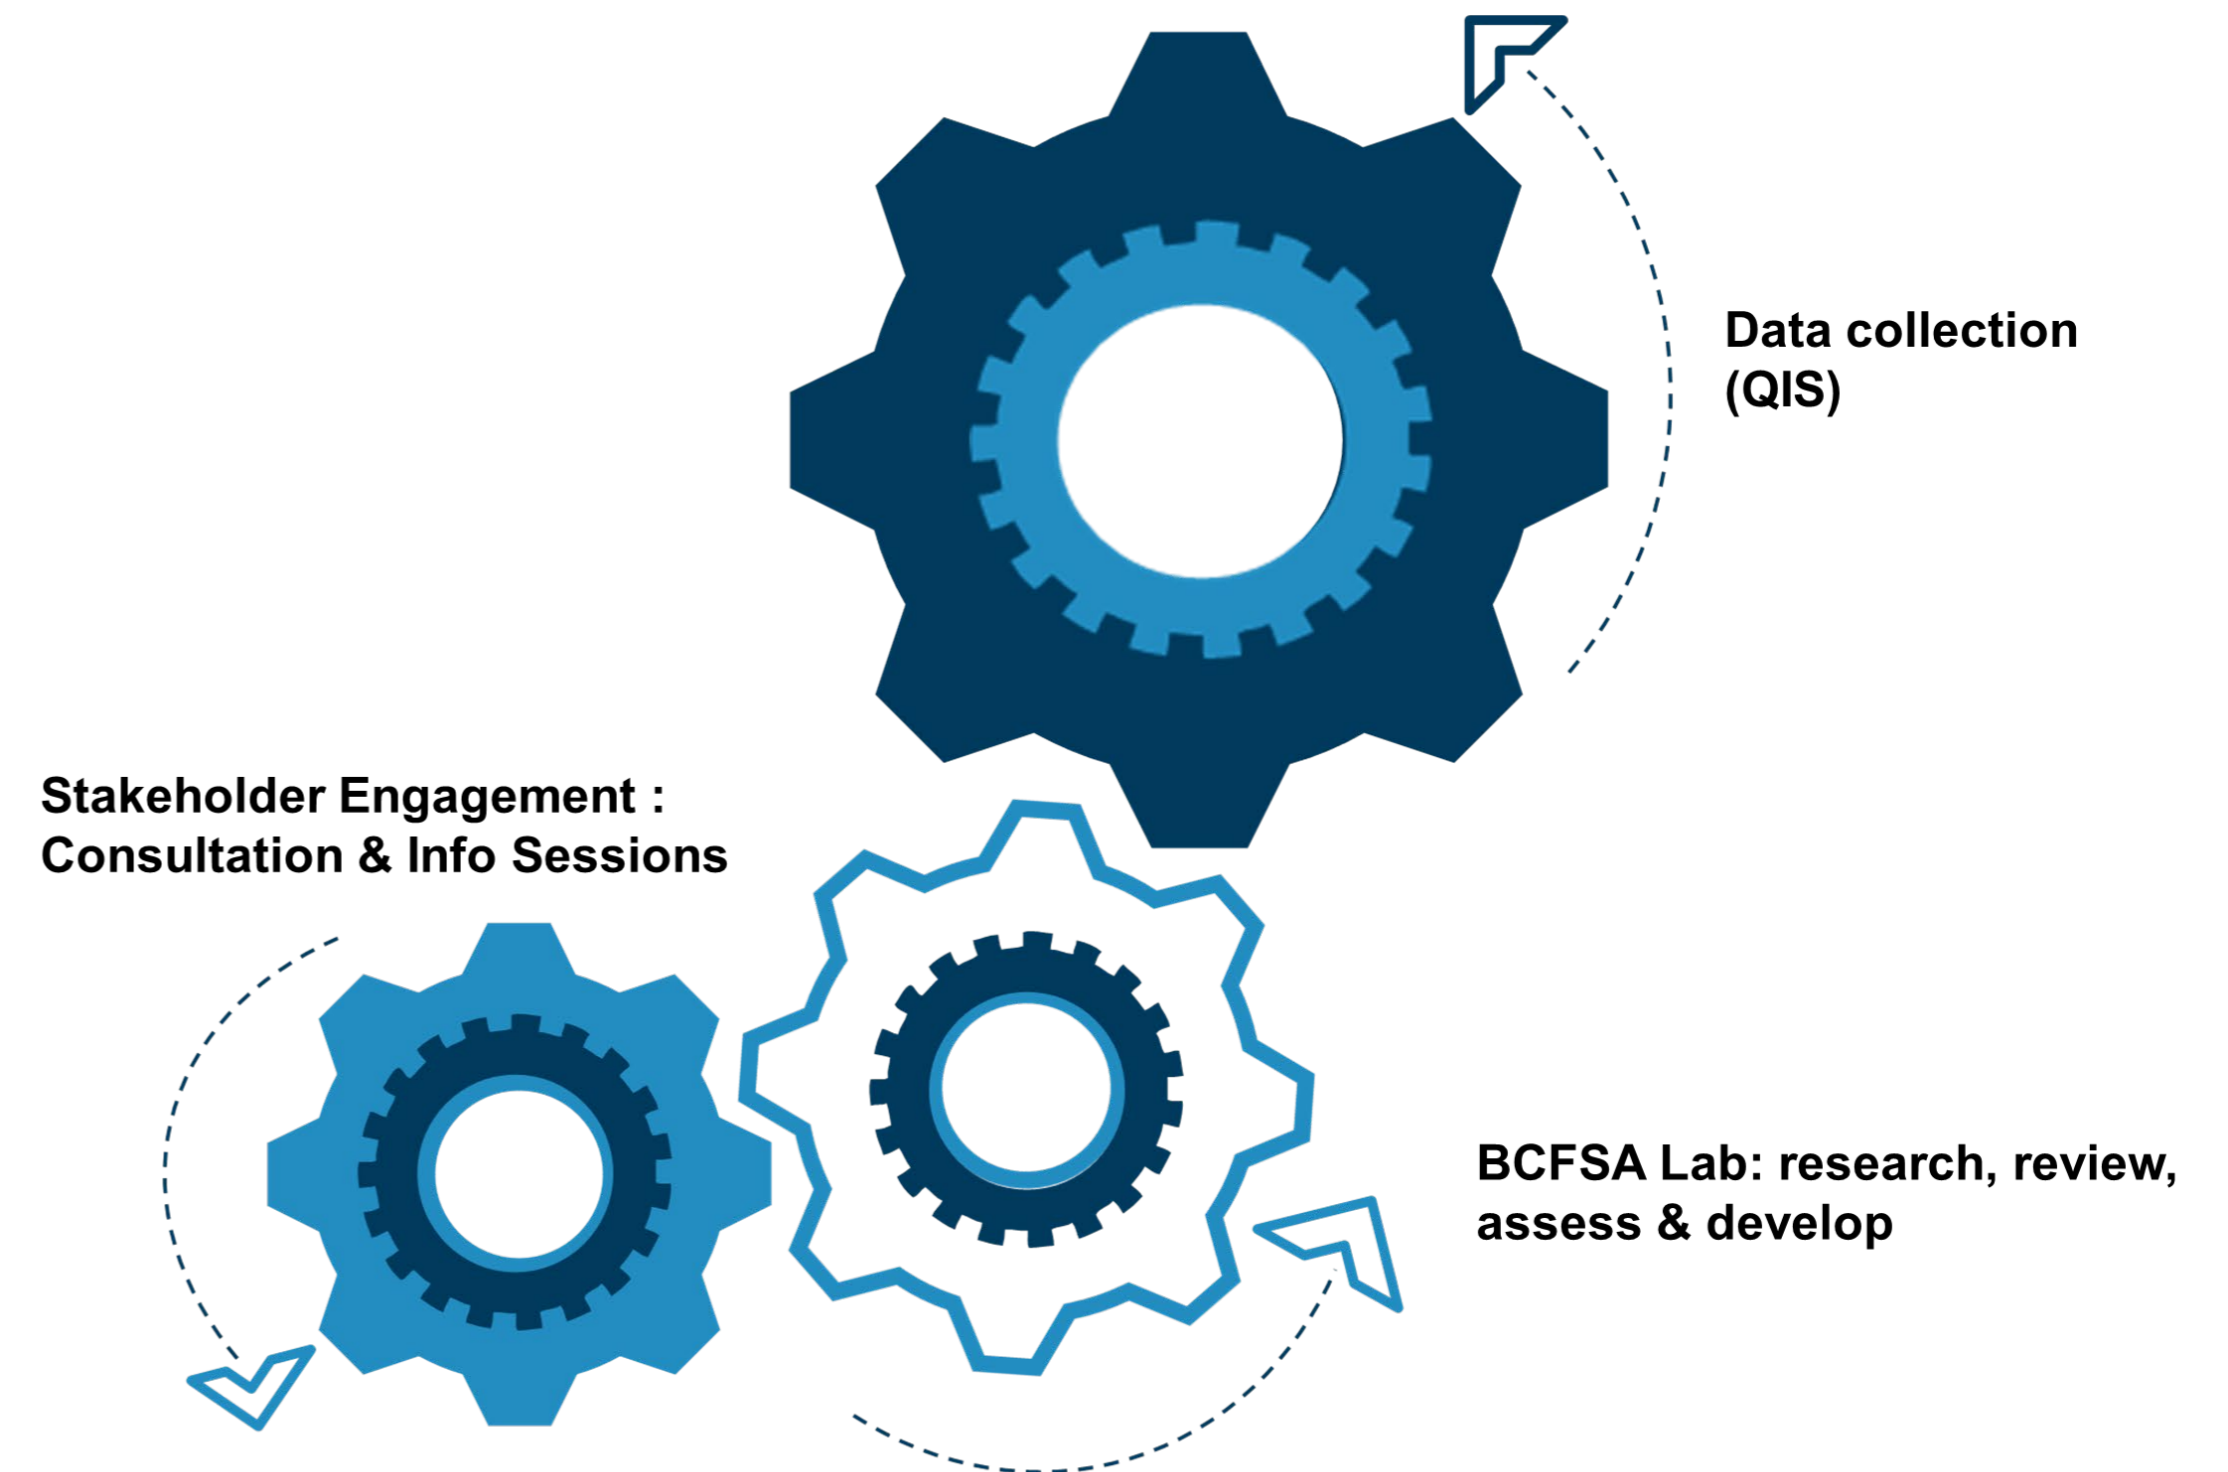 Data collection
(QIS)
Stakeholder Engagement :
Consultation & Info Sessions
BCFSA Lab: research, review,
assess & develop